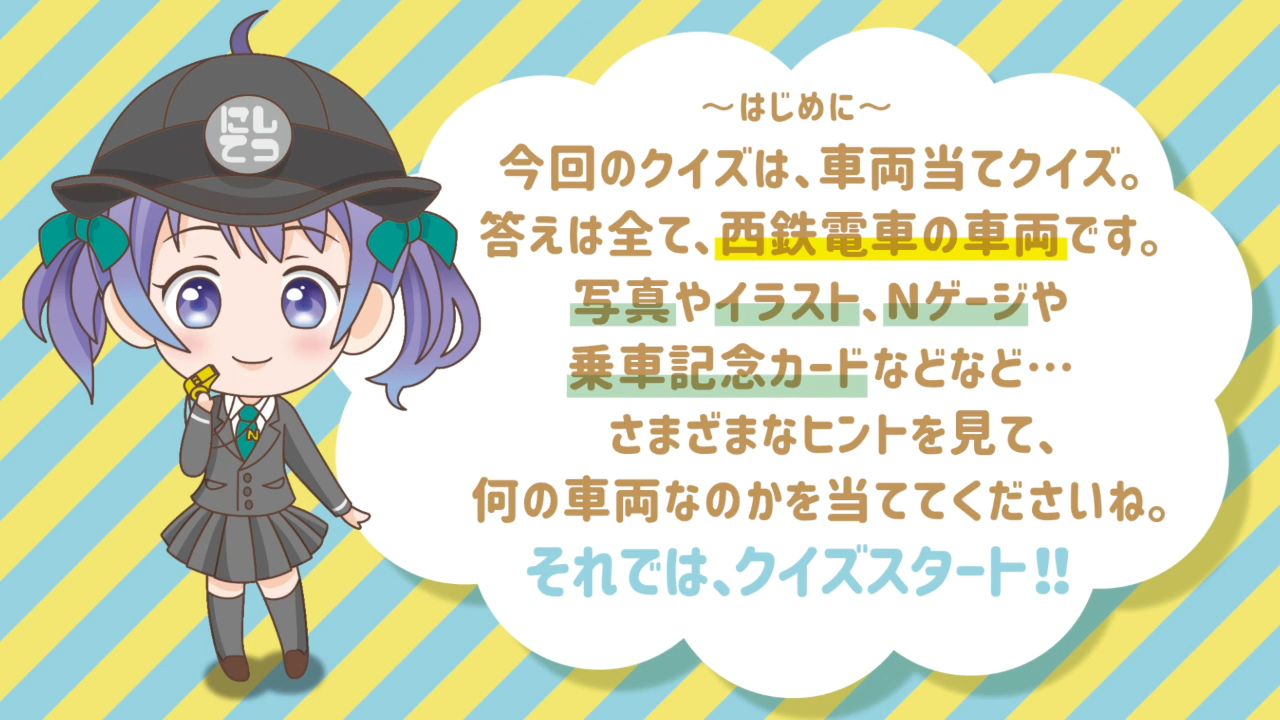 にし
てつ
N
～はじめに～
今回のクイズは、車両当てクイズ。
答えは全て、西鉄電車の車両です。
写真やイラスト、Nゲージや
乗車記念カードなどなど…
さまざまなヒントを見て、
何の車両なのかを当ててくださいね。
それでは、クイズスタート!!